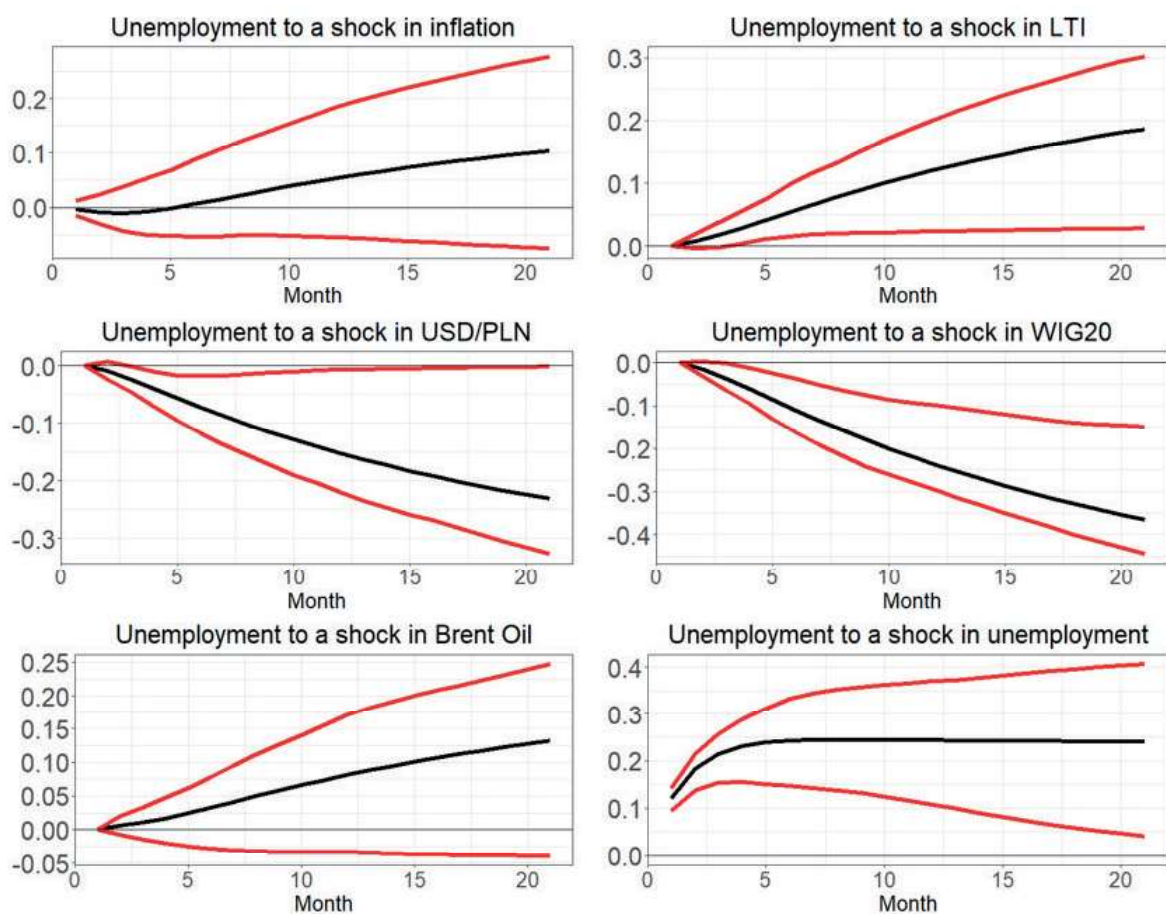 Unemployment to a shock in inflation
0.2
0.1
0.0
0 5 10 15 20
Month
Unemployment to a shock in LTI
0.3
0.2
0.1
0.0
0 5 10 15 20
Month
Unemployment to a shock in USD/PLN
0.0
-0.1
-0.2
-0.3
0 5 10 15 20
Month
Unemployment to a shock in WIG20
0.0
-0.1
-0.2
-0.3
-0.4
0 5 10 15 20
Month
Unemployment to a shock in Brent Oil
0.25
0.20
0.15
0.10
0.05
0.00
-0.05
0 5 10 15 20
Month
Unemployment to a shock in unemployment
0.4
0.3
0.2
0.1
0.0
0 5 10 15 20
Month